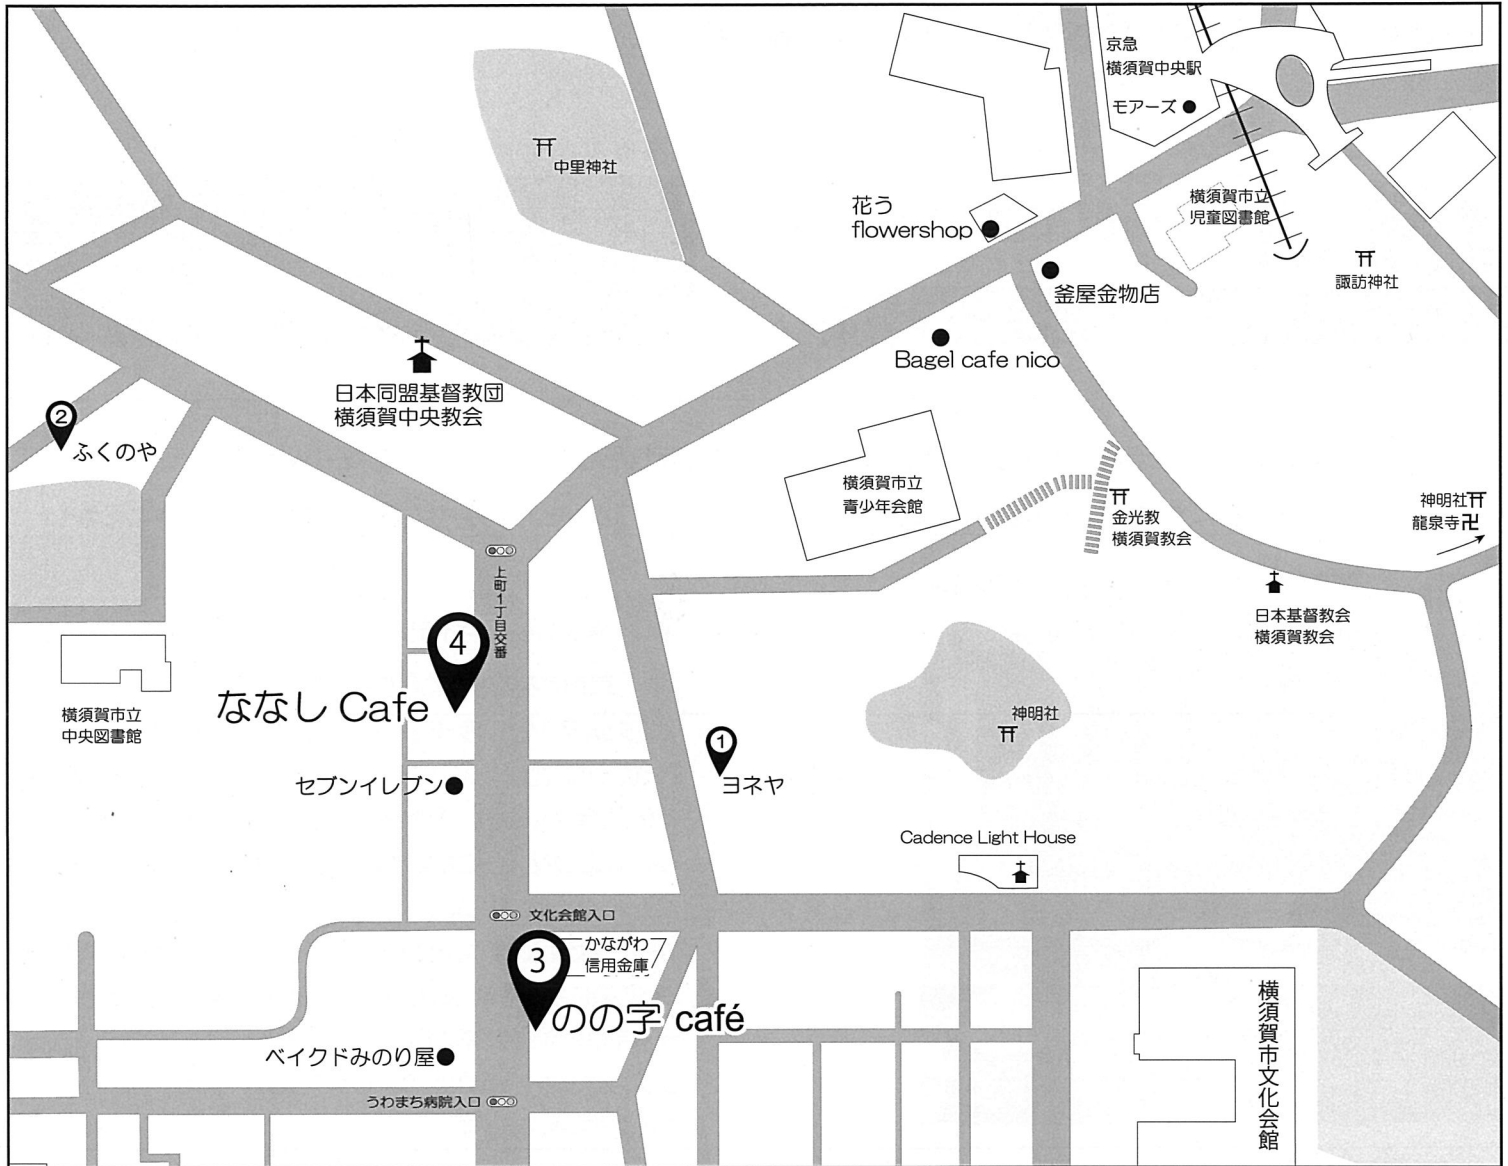 京急
横須賀中央駅
モアーズ
中里神社
横須賀市立
児童図書館
花う
flowershop
諏訪神社
釜屋金物店
Bagel cafe nico
日本同盟基督教団
横須賀中央教会
②
ふくのや
横須賀市立
青少年会館
金光教
横須賀教会
神明社
龍泉寺卍
上町1丁目交番
日本基督教会
横須賀教会
4
ななし Cafe
横須賀市立
中央図書館
神明社
①
ヨネヤ
セブンイレブン
Cadence Light House
文化会館入口
かながわ
信用金庫
3
のの字 café
横須賀市文化会館
ベイクドみのり屋
うわまち病院入口